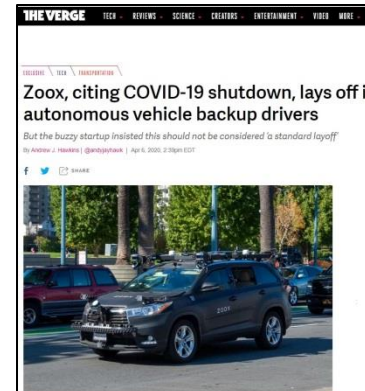 THE VERGE TECH REVIEWS SCIENCE CREATORS ENTERTAINMENT VIDEO MORE
EXCLUSIVE \ TECH \ TRANSPORTATION \
Zoox, citing COVID-19 shutdown, lays off i
autonomous vehicle backup drivers
But the buzzy startup insisted this should not be considered ‘a standard layoff’
By Andrew J. Hawkins | @andyjayhawk | Apr 6, 2020, 2:39pm EDT
f SHARE
ZOOX